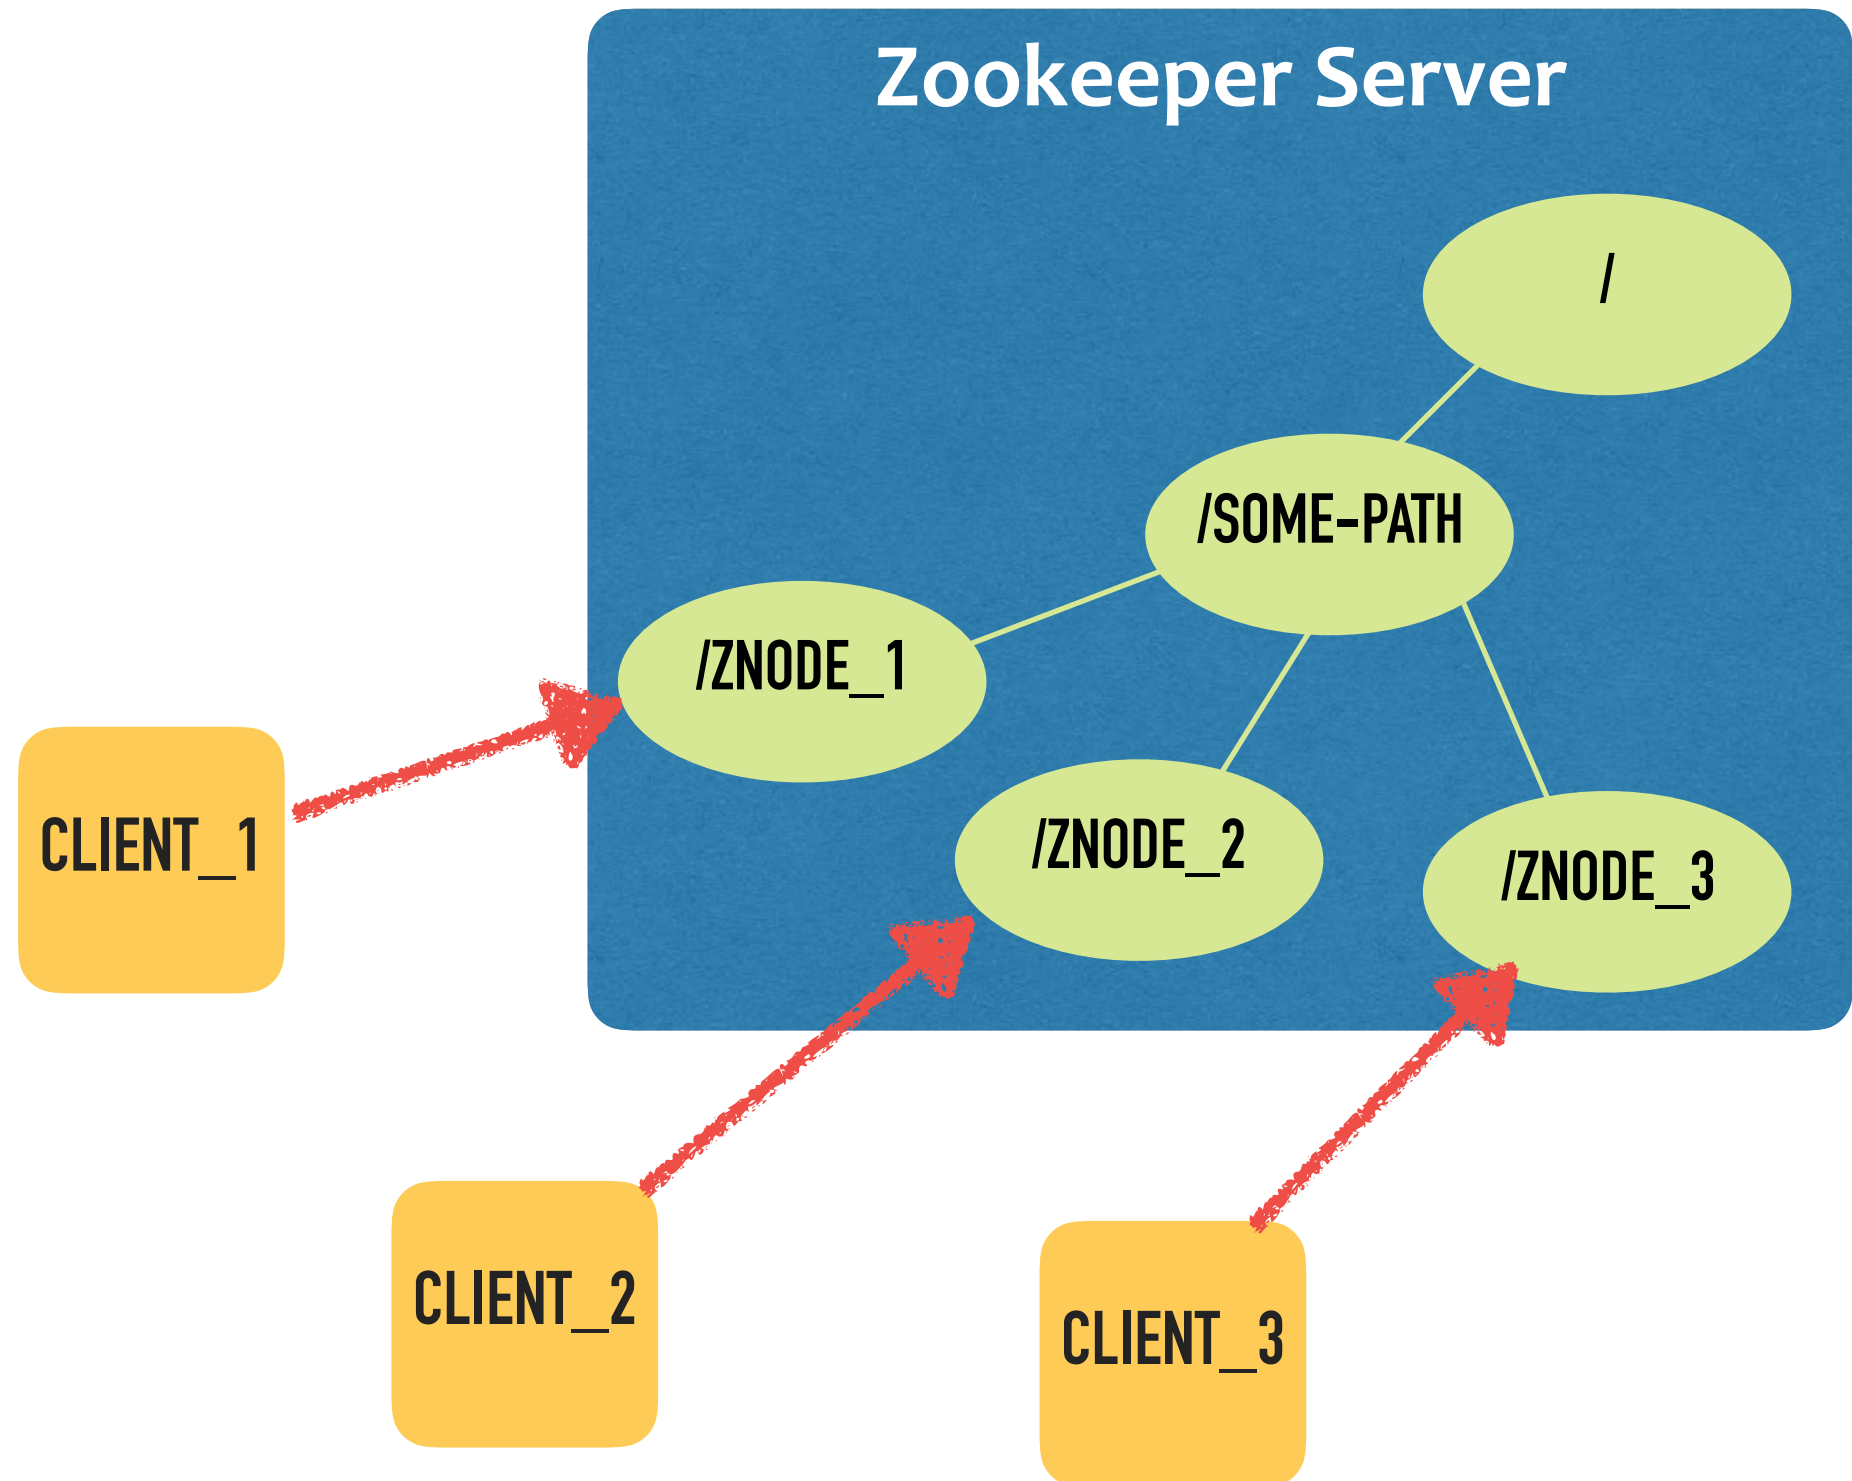 Zookeeper Server
/
/SOME-PATH
/ZNODE_1
/ZNODE_2
/ZNODE_3
CLIENT_1
CLIENT_2
CLIENT_3